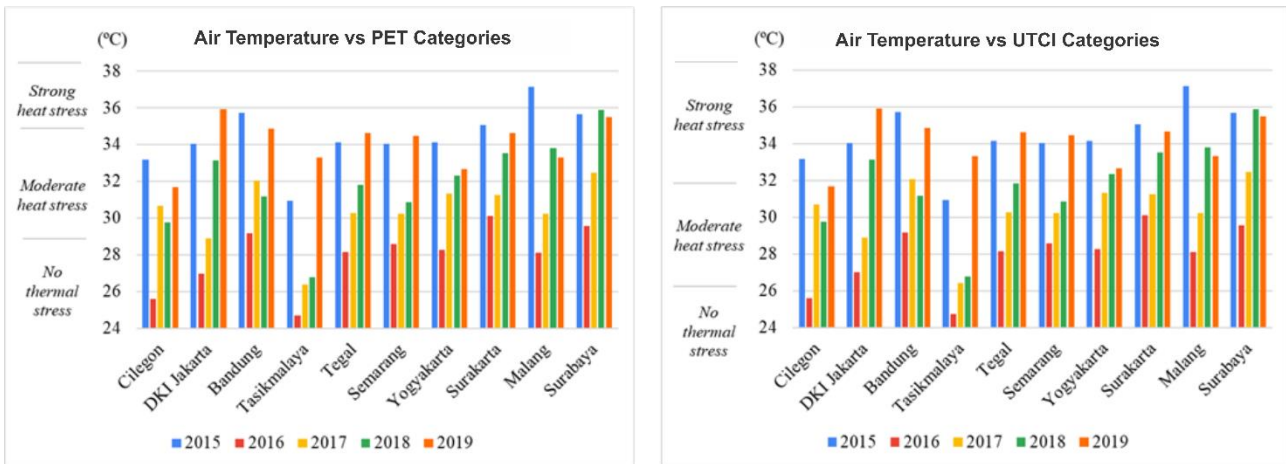 (ºC)
Air Temperature vs PET Categories
38
Strong
heat stress
36
34
Moderate
heat stress
32
30
28
No
thermal
stress
26
24
Cilegon
DKI Jakarta
Bandung
Tasikmalaya
Tegal
Semarang
Yogyakarta
Surakarta
Malang
Surabaya
2015 2016 2017 2018 2019
(ºC)
Air Temperature vs UTCI Categories
38
36
Strong
heat stress
34
32
30
Moderate
heat stress
28
26
No
thermal
stress
24
Cilegon
DKI Jakarta
Bandung
Tasikmalaya
Tegal
Semarang
Yogyakarta
Surakarta
Malang
Surabaya
2015 2016 2017 2018 2019